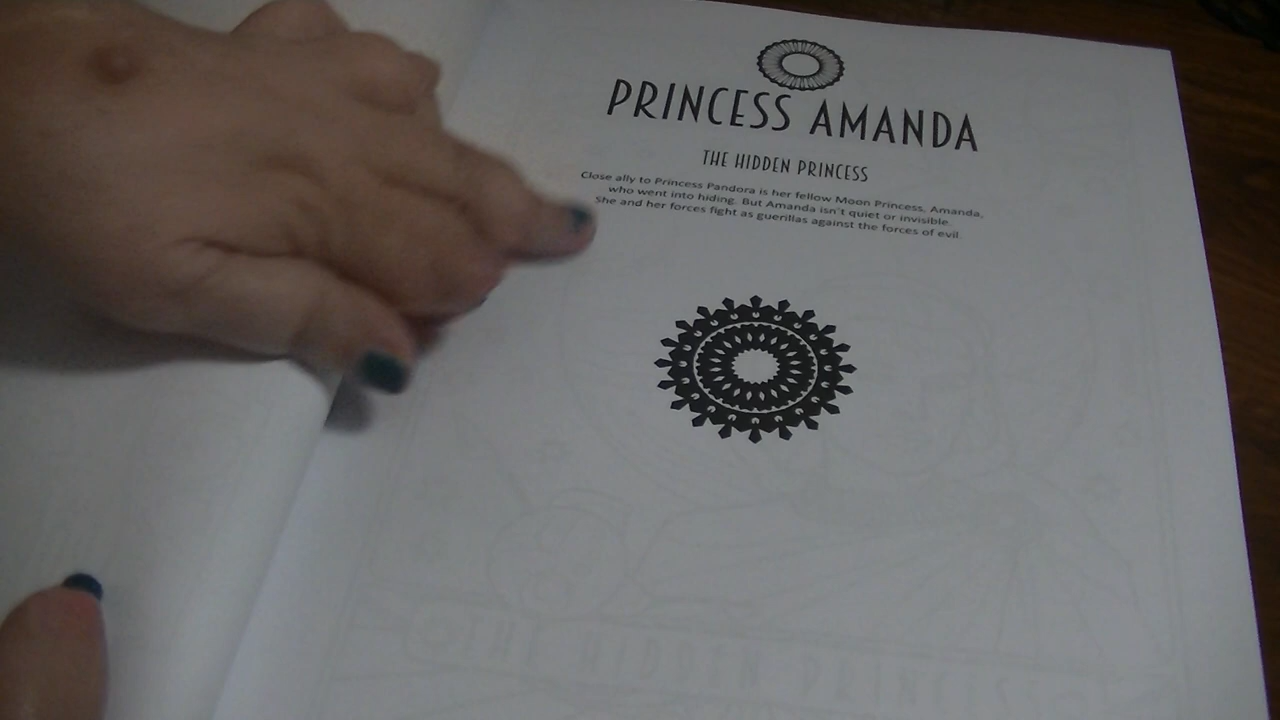 PRINCESS AMANDA
THE HIDDEN PRINCESS
Close ally to Princess Pandora is her fellow Moon Princess, Amanda,
who went into hiding. But Amanda isn't quiet or invisible.
She and her forces fight as guerillas against the forces of evil.
THE HIDDEN PRINCESS